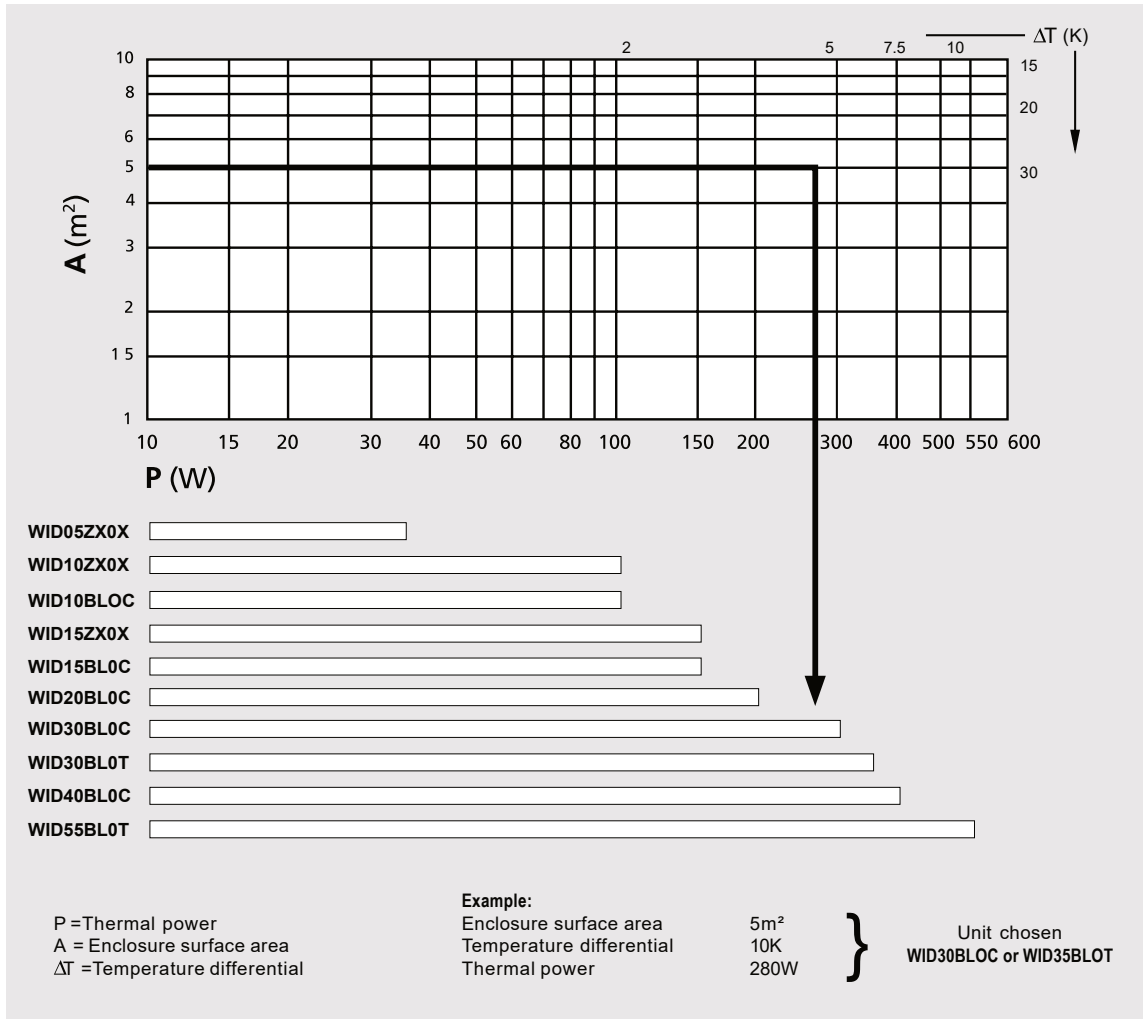 2 5 7.5 10 ΔT (K)
10
8
6
5
4
3
2
1 5
1
A (m²)
15
20
30
10 15 20 30 40 50 60 80 100 150 200 300 400 500 550 600
P (W)
WID05ZX0X
WID10ZX0X
WID10BLOC
WID15ZX0X
WID15BL0C
WID20BL0C
WID30BL0C
WID30BL0T
WID40BL0C
WID55BL0T
P =Thermal power
A = Enclosure surface area
ΔT =Temperature differential
Example:
Enclosure surface area 5m²
Temperature differential 10K
Thermal power 280W
}
Unit chosen
WID30BLOC or WID35BLOT